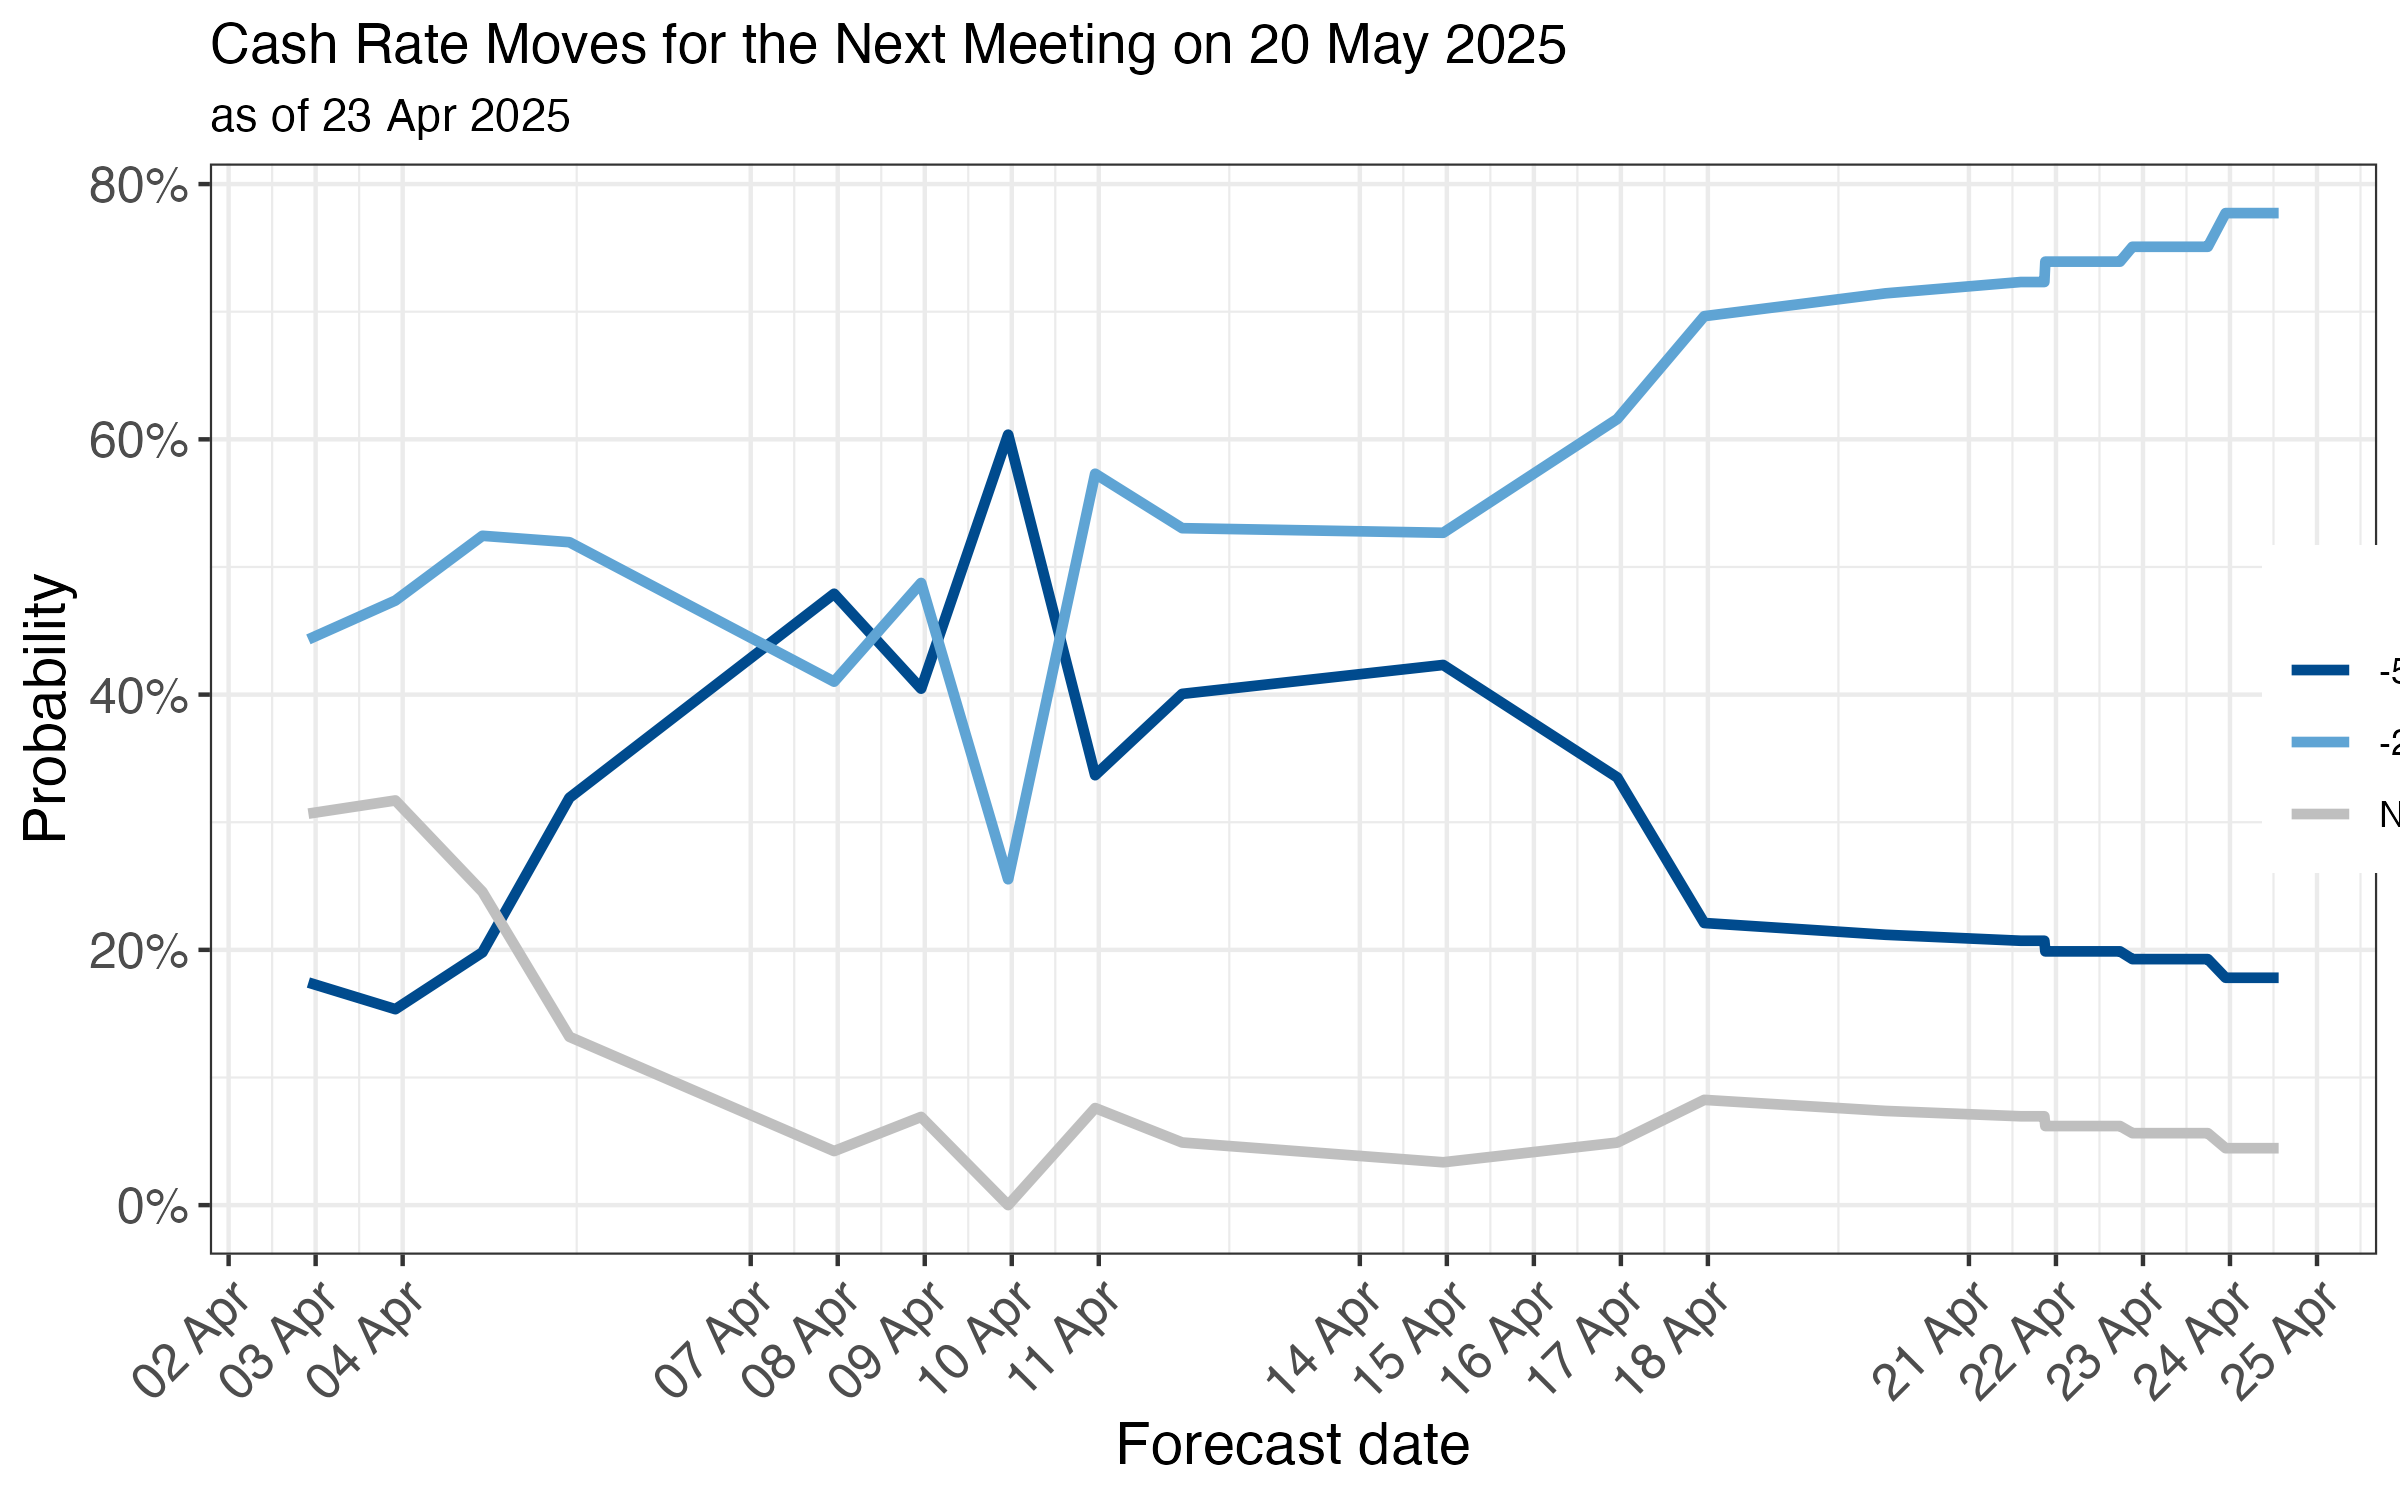 Cash Rate Moves for the Next Meeting on 20 May 2025
as of 23 Apr 2025
80%
60%
40%
20%
0%
Probability
-5
-2
N
02 Apr
03 Apr
04 Apr
07 Apr
08 Apr
09 Apr
10 Apr
11 Apr
14 Apr
15 Apr
16 Apr
17 Apr
18 Apr
21 Apr
22 Apr
23 Apr
24 Apr
25 Apr
Forecast date